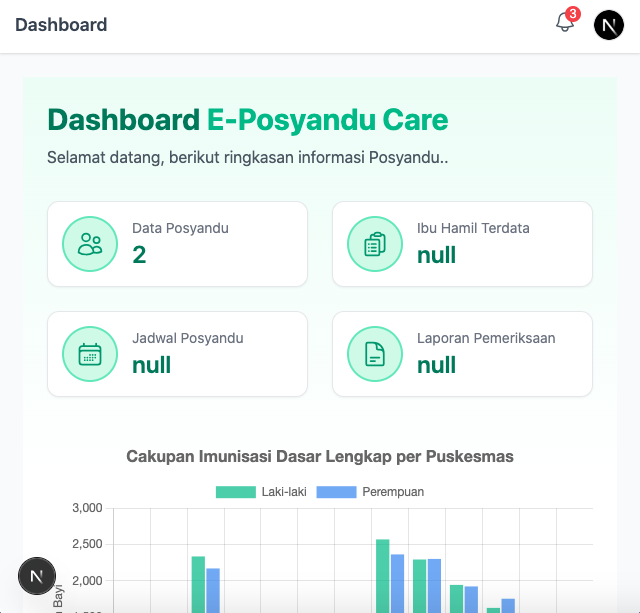 Dashboard
3
N
Dashboard E-Posyandu Care
Selamat datang, berikut ringkasan informasi Posyandu..
Data Posyandu
2
Ibu Hamil Terdata
null
Jadwal Posyandu
null
Laporan Pemeriksaan
null
Cakupan Imunisasi Dasar Lengkap per Puskesmas
Laki-laki
Perempuan
3,000
2,500
2,000
N
Bayi